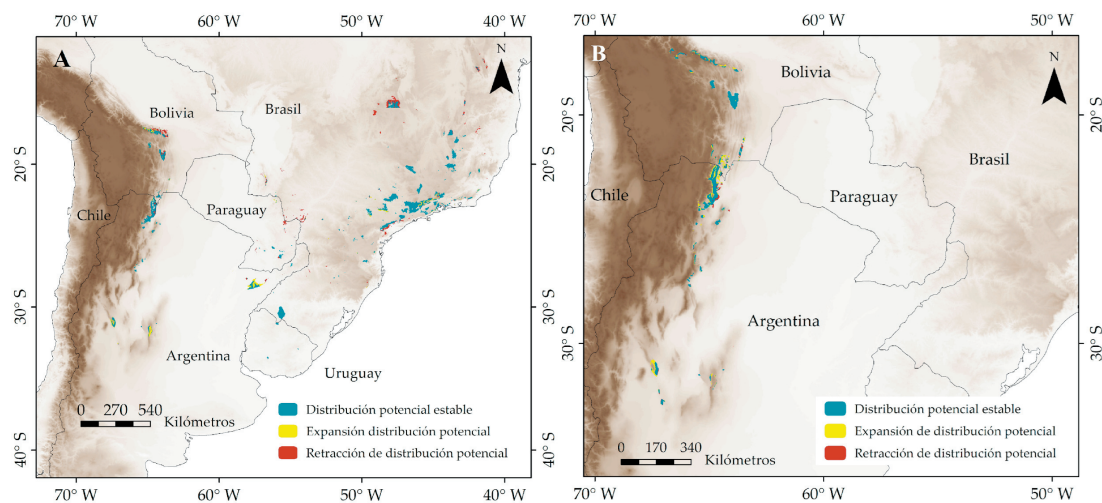 70° W 60° W 50° W 40° W
A
N
Bolivia
Brasil
20° S
20° S
Paraguay
Chile
30° S
30° S
Argentina
Uruguay
0 270 540
Kilómetros
Distribución potencial estable
Expansión distribución potencial
Retracción de distribución potencial
40° S
40° S
70° W 60° W 50° W 40° W
70° W 60° W 50° W
B
N
Bolivia
20° S
20° S
Brasil
Chile
Paraguay
Argentina
30° S
30° S
0 170 340
Kilómetros
Distribución potencial estable
Expansión de distribución potencial
Retracción de distribución potencial
70° W 60° W 50° W